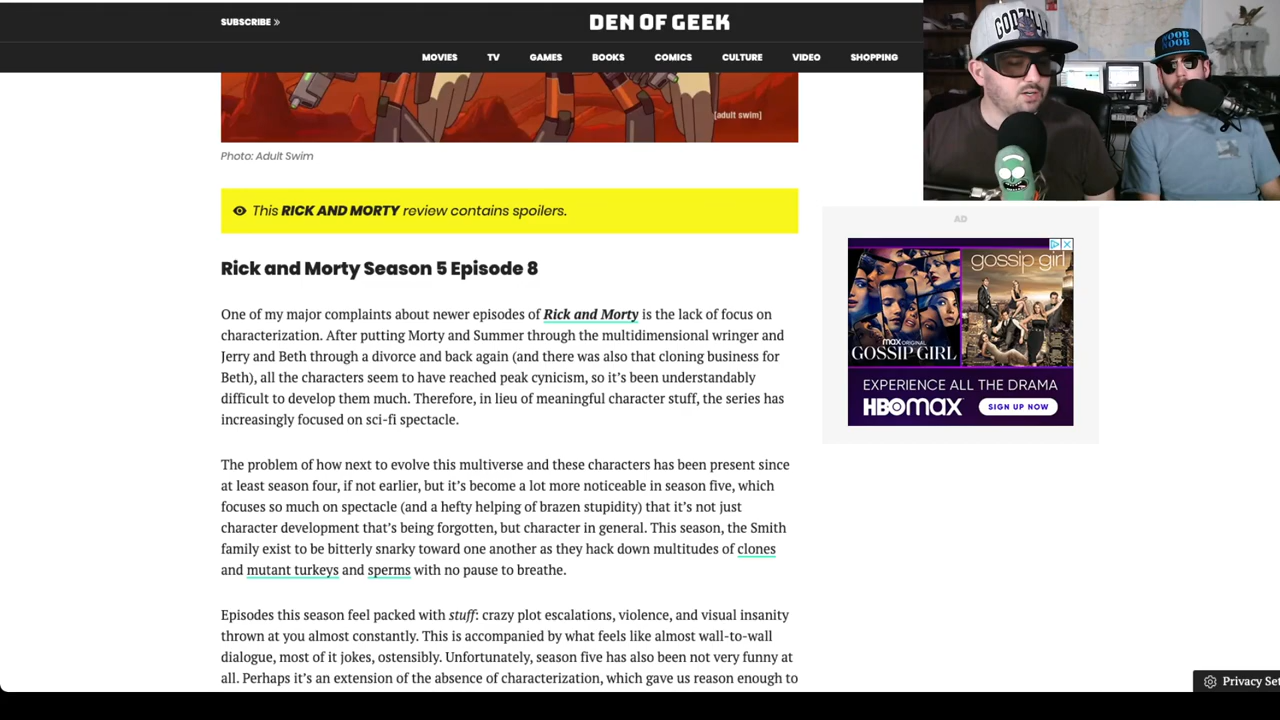 SUBSCRIBE »
DEN OF GEEK
MOVIES TV GAMES BOOKS COMICS CULTURE VIDEO SHOPPING
GODZILLA
NOOB
NOOB
[adult swim]
Photo: Adult Swim
This RICK AND MORTY review contains spoilers.
Rick and Morty Season 5 Episode 8
One of my major complaints about newer episodes of Rick and Morty is the lack of focus on
characterization. After putting Morty and Summer through the multidimensional wringer and
Jerry and Beth through a divorce and back again (and there was also that cloning business for
Beth), all the characters seem to have reached peak cynicism, so it's been understandably
difficult to develop them much. Therefore, in lieu of meaningful character stuff, the series has
increasingly focused on sci-fi spectacle.
The problem of how next to evolve this multiverse and these characters has been present since
at least season four, if not earlier, but it's become a lot more noticeable in season five, which
focuses so much on spectacle (and a hefty helping of brazen stupidity) that it's not just
character development that's being forgotten, but character in general. This season, the Smith
family exist to be bitterly snarky toward one another as they hack down multitudes of clones
and mutant turkeys and sperms with no pause to breathe.
Episodes this season feel packed with stuff: crazy plot escalations, violence, and visual insanity
thrown at you almost constantly. This is accompanied by what feels like almost wall-to-wall
dialogue, most of it jokes, ostensibly. Unfortunately, season five has also been not very funny at
all. Perhaps it's an extension of the absence of characterization, which gave us reason enough to
AD
gossip girl
max ORIGINAL
GOSSIP GIRL
EXPERIENCE ALL THE DRAMA
HBOmax SIGN UP NOW
Privacy Set